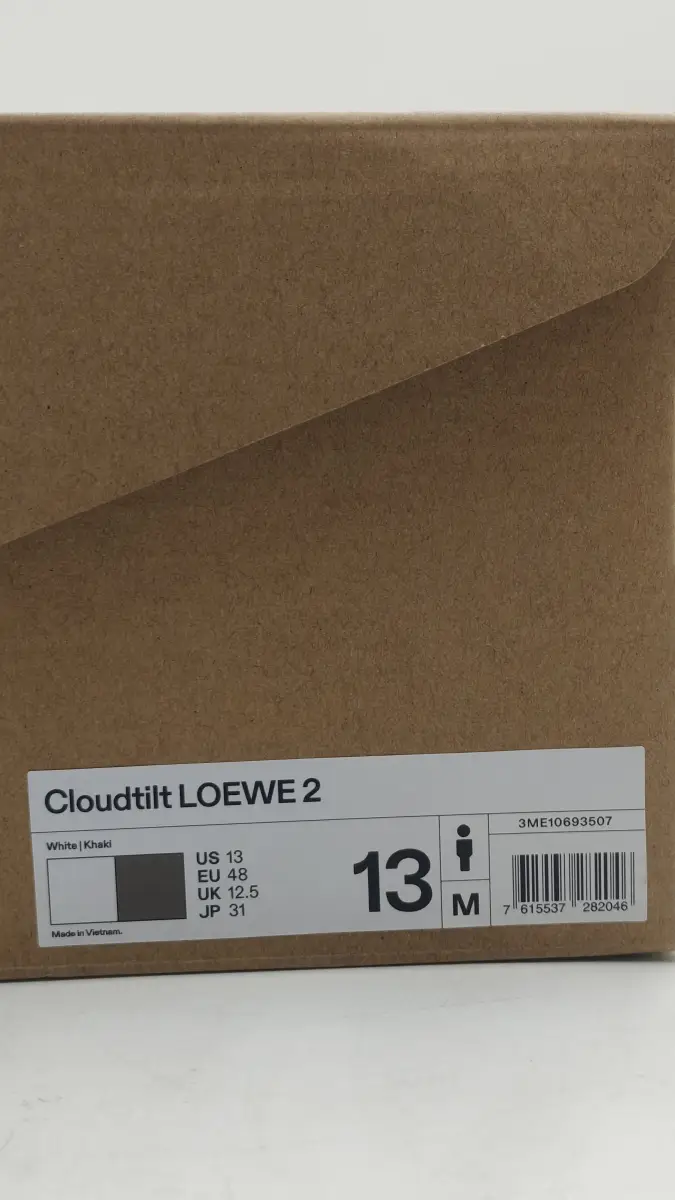 Cloudtilt LOEWE 2
White | Khaki
US 13
EU 48
UK 12.5
JP 31
Made in Vietnam.
13
M
3ME10693507
7 615537 282046